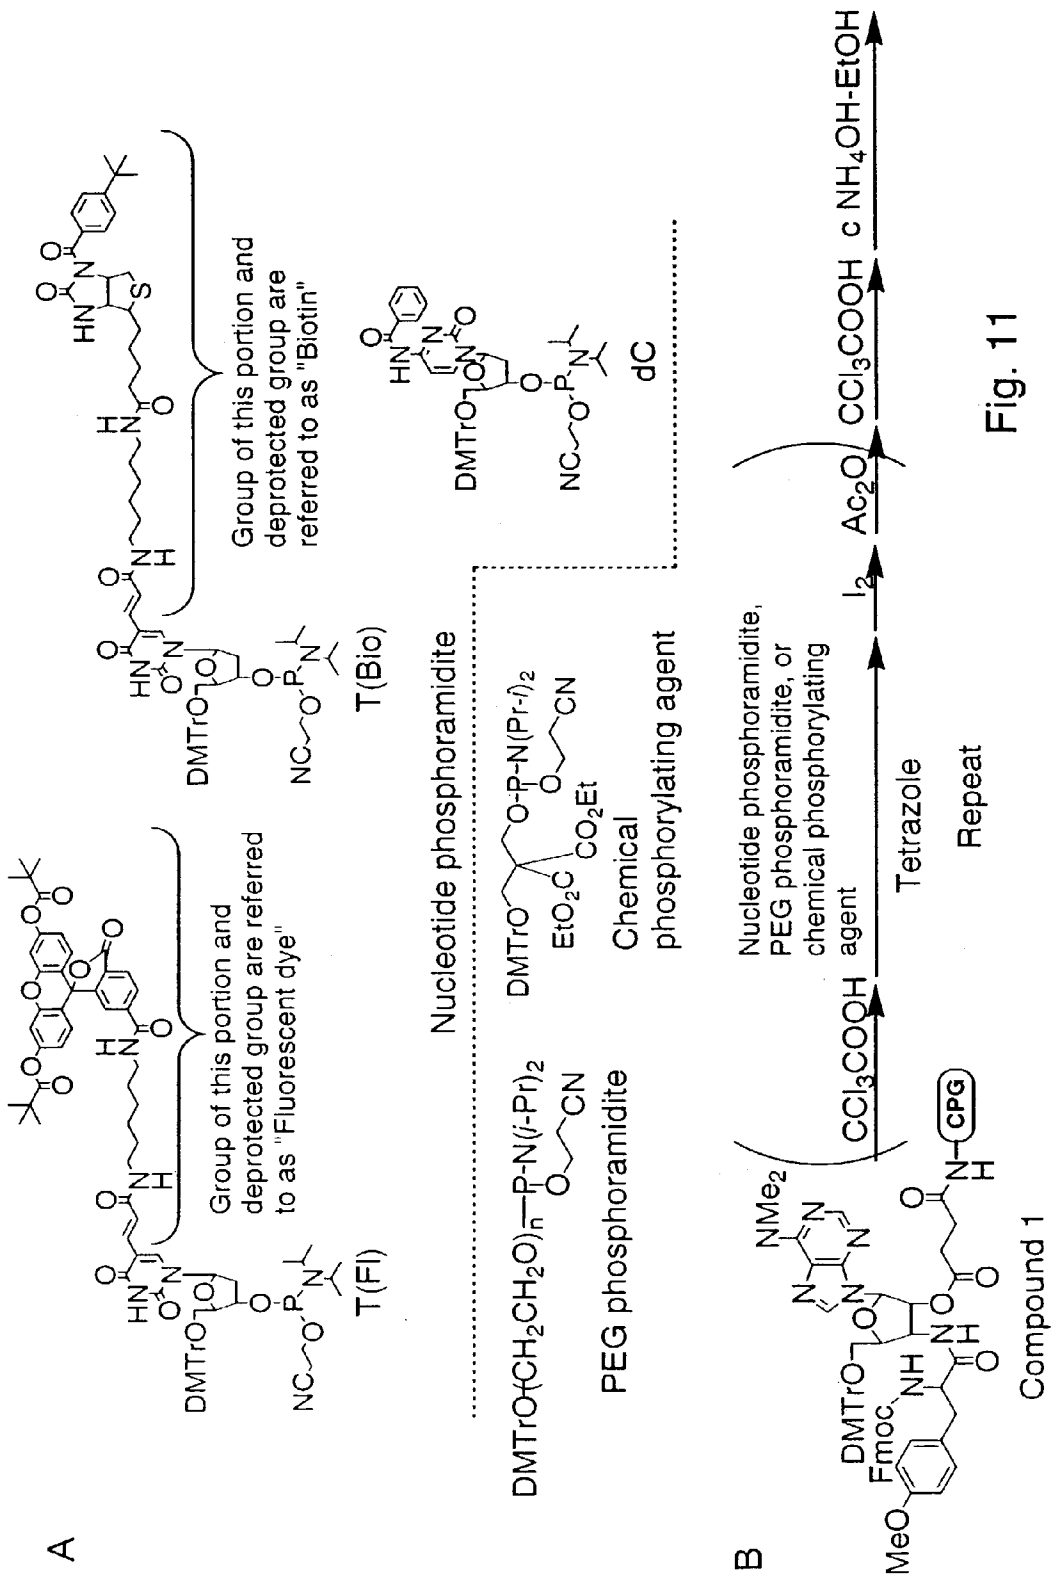 A
DMTrO
NC
T(Fl)
Group of this portion and
deprotected group are referred
to as "Fluorescent dye"
DMTrO
NC
T(Bio)
Group of this portion and
deprotected group are
referred to as "Biotin"
Nucleotide phosphoramidite
DMTrO(CH2CH2O)n—P-N(i-Pr)2
O CN
PEG phosphoramidite
DMTrO O-P-N(Pr-i)2
O CN
EtO2C CO2Et
Chemical
phosphorylating agent
DMTrO
NC
dC
B
NMe2
DMTrO
Fmoc
NH
MeO
CPG
Compound 1
CCl3COOH
Nucleotide phosphoramidite,
PEG phosphoramidite, or
chemical phosphorylating
agent
Tetrazole
Repeat
I2
Ac2O
CCl3COOH
c NH4OH-EtOH
Fig. 11